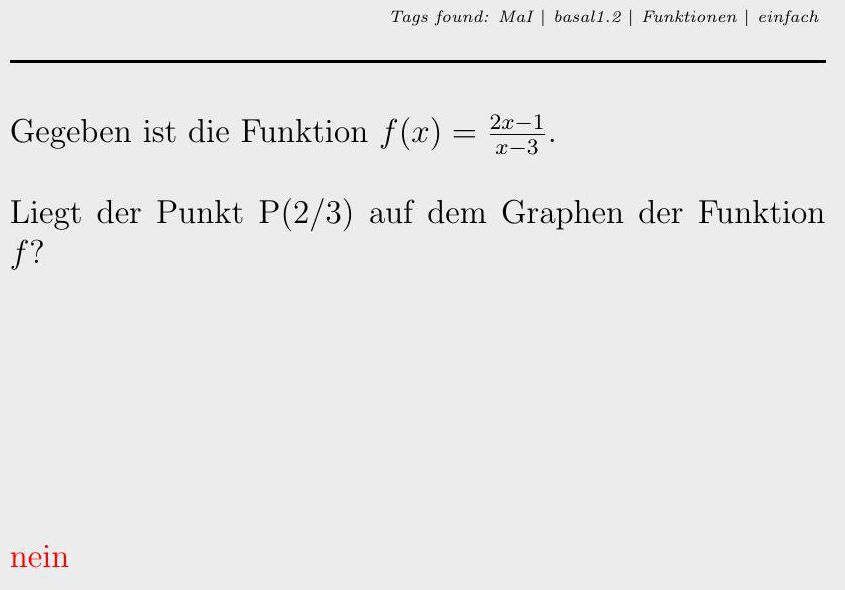 Tags found: MaI | basal1.2 | Funktionen | einfach
Gegeben ist die Funktion f(x) = \frac{2x−1}{x−3}.
Liegt der Punkt P(2/3) auf dem Graphen der Funktion
f?
nein